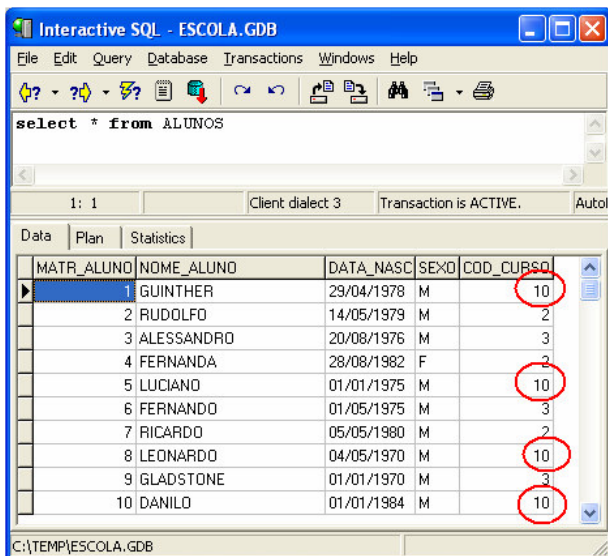 Interactive SQL - ESCOLA.GDB
File Edit Query Database Transactions Windows Help
select * from ALUNOS
1: 1 Client dialect 3 Transaction is ACTIVE.
Data Plan Statistics
MATR_ALUNO NOME_ALUNO DATA_NASC SEXO COD_CURSO
1 GUINTHER 29/04/1978 M 10
2 RUDOLFO 14/05/1979 M 2
3 ALESSANDRO 20/08/1976 M 3
4 FERNANDA 28/08/1982 F 2
5 LUCIANO 01/01/1975 M 10
6 FERNANDO 01/05/1975 M 3
7 RICARDO 05/05/1980 M 2
8 LEONARDO 04/05/1970 M 10
9 GLADSTONE 01/01/1970 M 3
10 DANILO 01/01/1984 M 10
C:\TEMP\ESCOLA.GDB